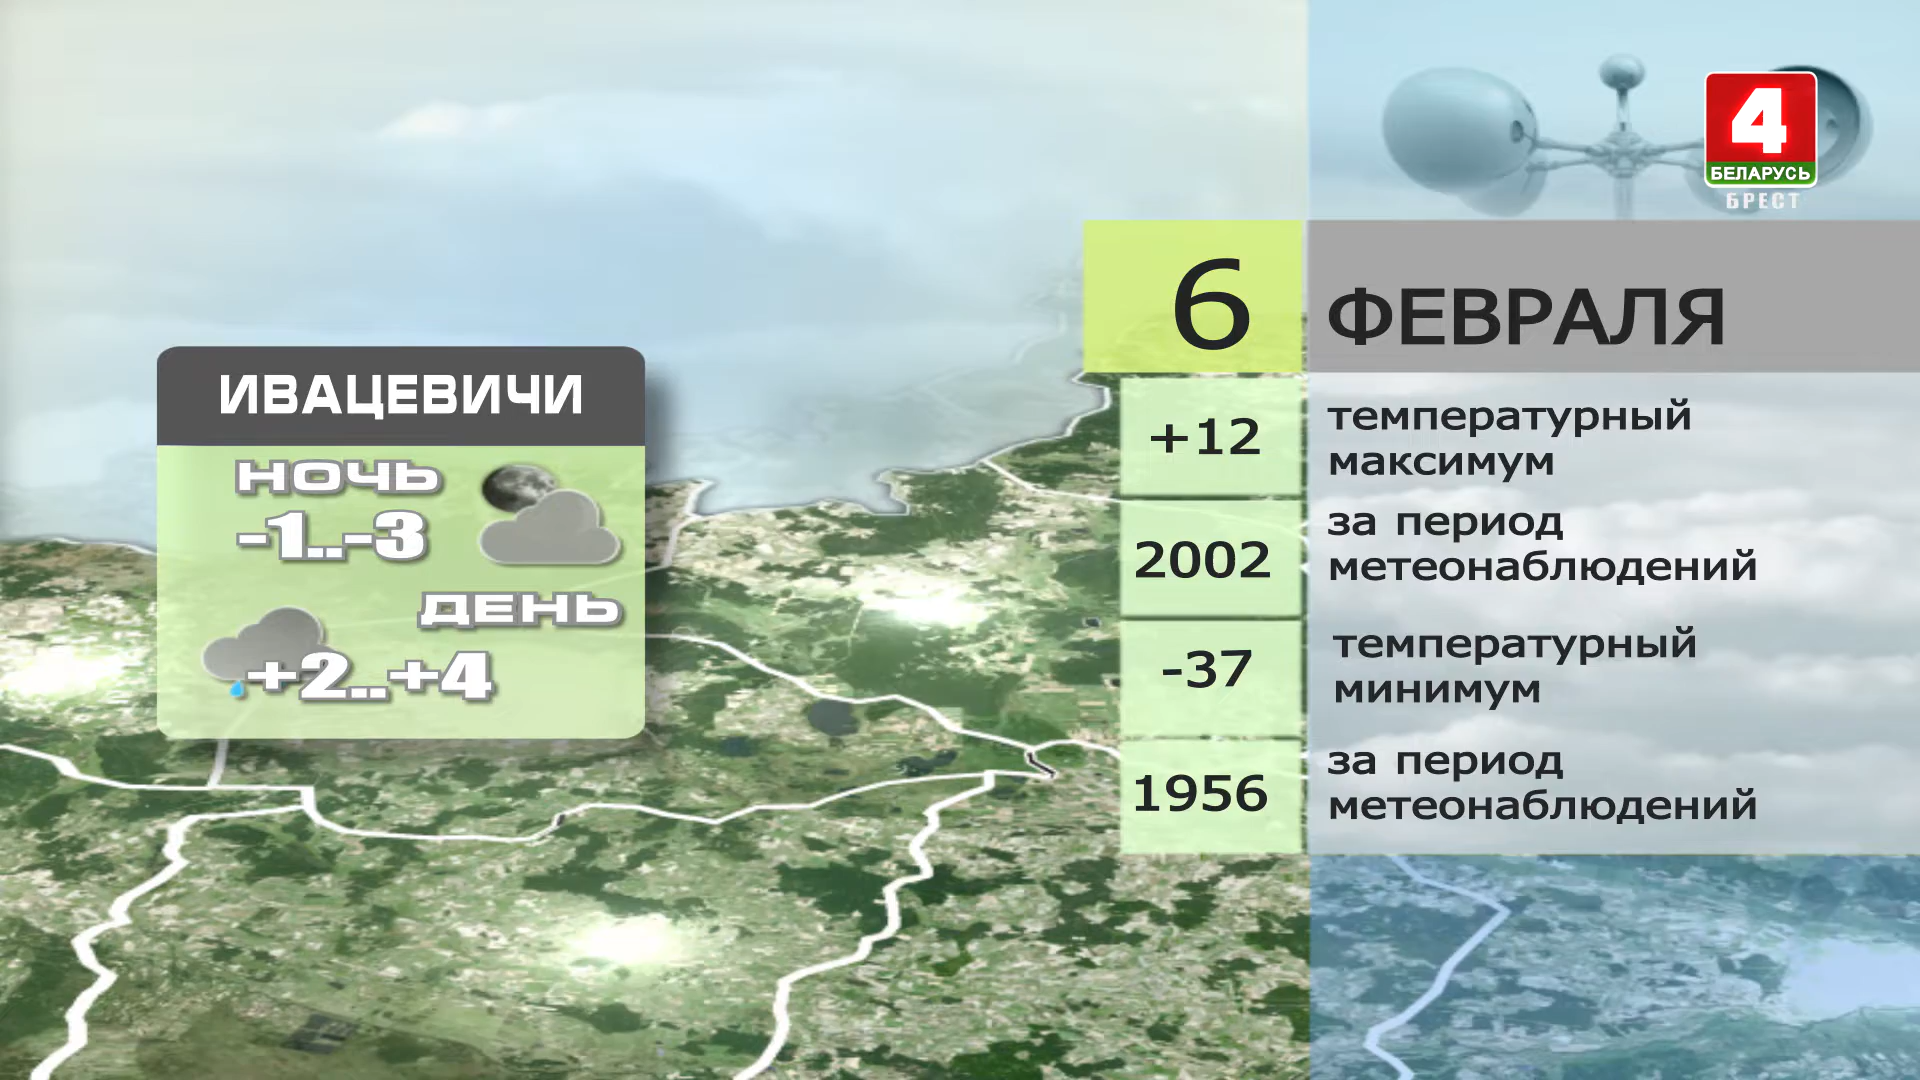 4
БЕЛАРУСЬ
БРЕСТ
6 ФЕВРАЛЯ
ИВАЦЕВИЧИ
НОЧЬ
-1..-3
ДЕНЬ
+2..+4
+12 температурный
максимум
2002 за период
метеонаблюдений
-37 температурный
минимум
1956 за период
метеонаблюдений